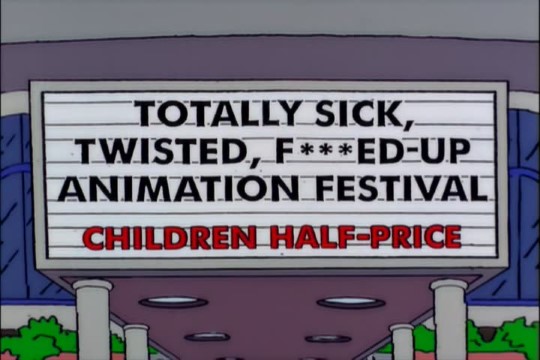 TOTALLY SICK,
TWISTED, F***ED-UP
ANIMATION FESTIVAL
CHILDREN HALF-PRICE